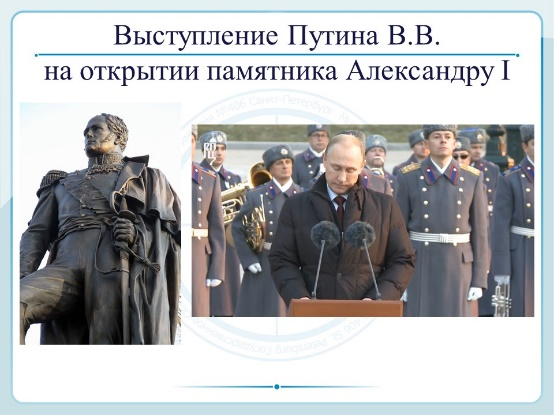 Выступление Путина В.В.
на открытии памятника Александру I